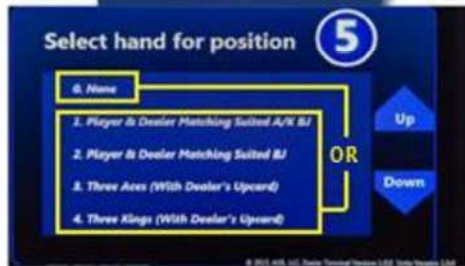 Select hand for position 5
0. None
1. Player & Dealer Matching Suited A/K BJ
2. Player & Dealer Matching Suited BJ
3. Three Aces (With Dealer's Upcard)
4. Three Kings (With Dealer's Upcard)
OR
Up
Down